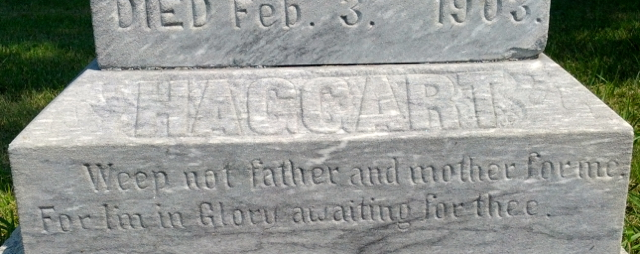 DIED Feb. 3. 1903.
HAGGART
Weep not father and mother for me.
For I'm in Glory awaiting for thee.